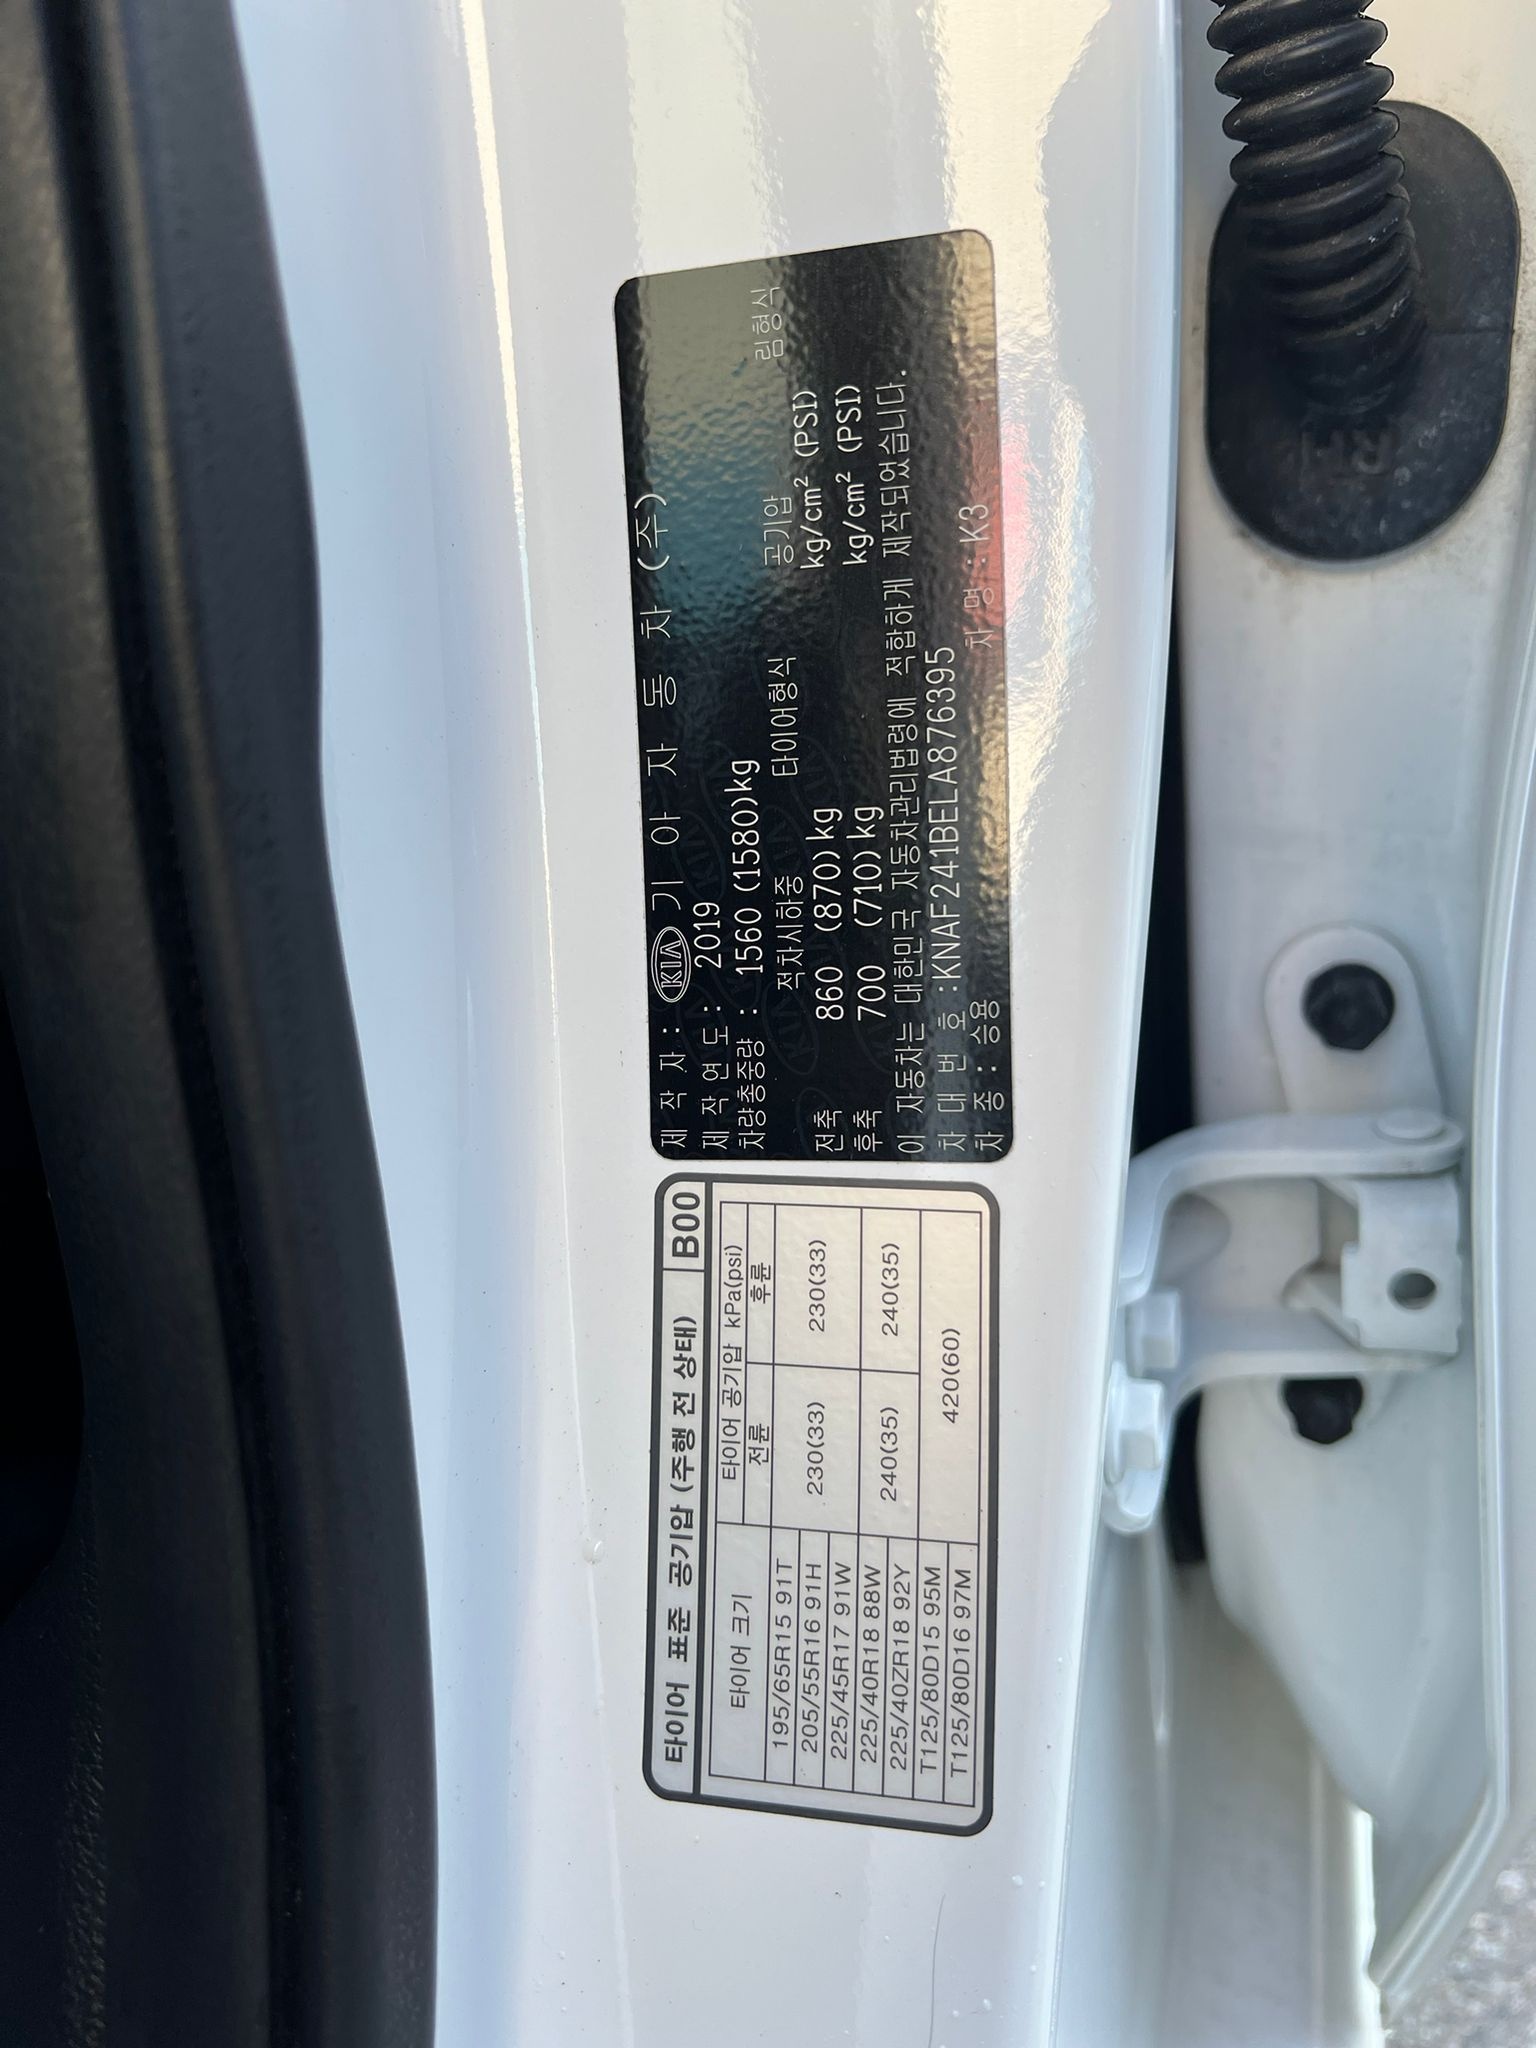 타이어 표준 공기압 (주행 전 상태) B00
타이어 크기 타이어 공기압 kPa(psi)
전륜 후륜
195/65R15 91T 230(33) 230(33)
205/55R16 91H
225/45R17 91W
225/40R18 88W 240(35) 240(35)
225/40ZR18 92Y
T125/80D15 95M 420(60)
T125/80D16 97M
제 작 자 : KIA 기 아 자 동 차 (주)
제 작 연 도 : 2019
차량총중량 : 1560 (1580)kg
적차시하중 타이어형식 공기압 림형식
전축 860 (870)kg kg/cm² (PSI)
후축 700 (710)kg kg/cm² (PSI)
이 자동차는 대한민국 자동차관리법령에 적합하게 제작되었습니다.
차 대 번 호 : KNAF241BELA876395
차 종 : 승용 차 명 : K3
RH